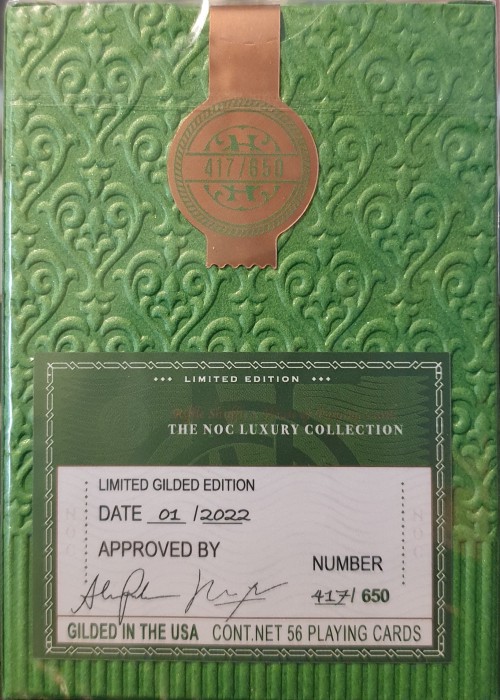 H
417/650
H
LIMITED EDITION
THE NOC LUXURY COLLECTION
LIMITED GILDED EDITION
DATE 01 / 2022
APPROVED BY
NUMBER
417 / 650
GILDED IN THE USA CONT.NET 56 PLAYING CARDS